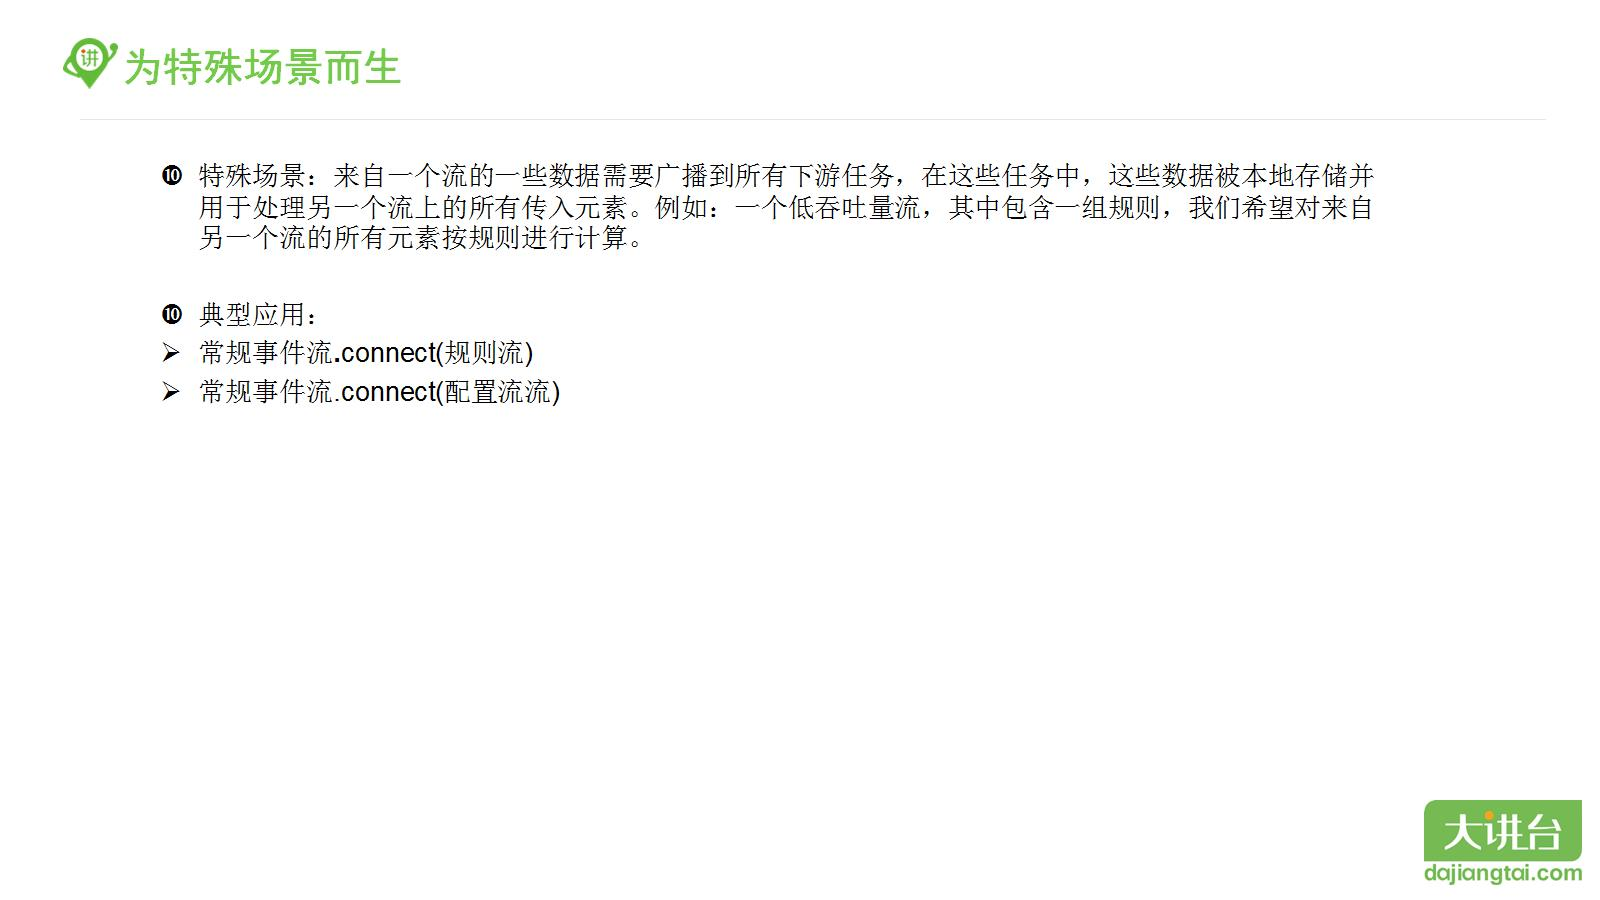 讲 为特殊场景而生
❿ 特殊场景：来自一个流的一些数据需要广播到所有下游任务，在这些任务中，这些数据被本地存储并
用于处理另一个流上的所有传入元素。例如：一个低吞吐量流，其中包含一组规则，我们希望对来自
另一个流的所有元素按规则进行计算。
❿ 典型应用：
➢ 常规事件流.connect(规则流)
➢ 常规事件流.connect(配置流流)
大讲台
dajiangtai.com